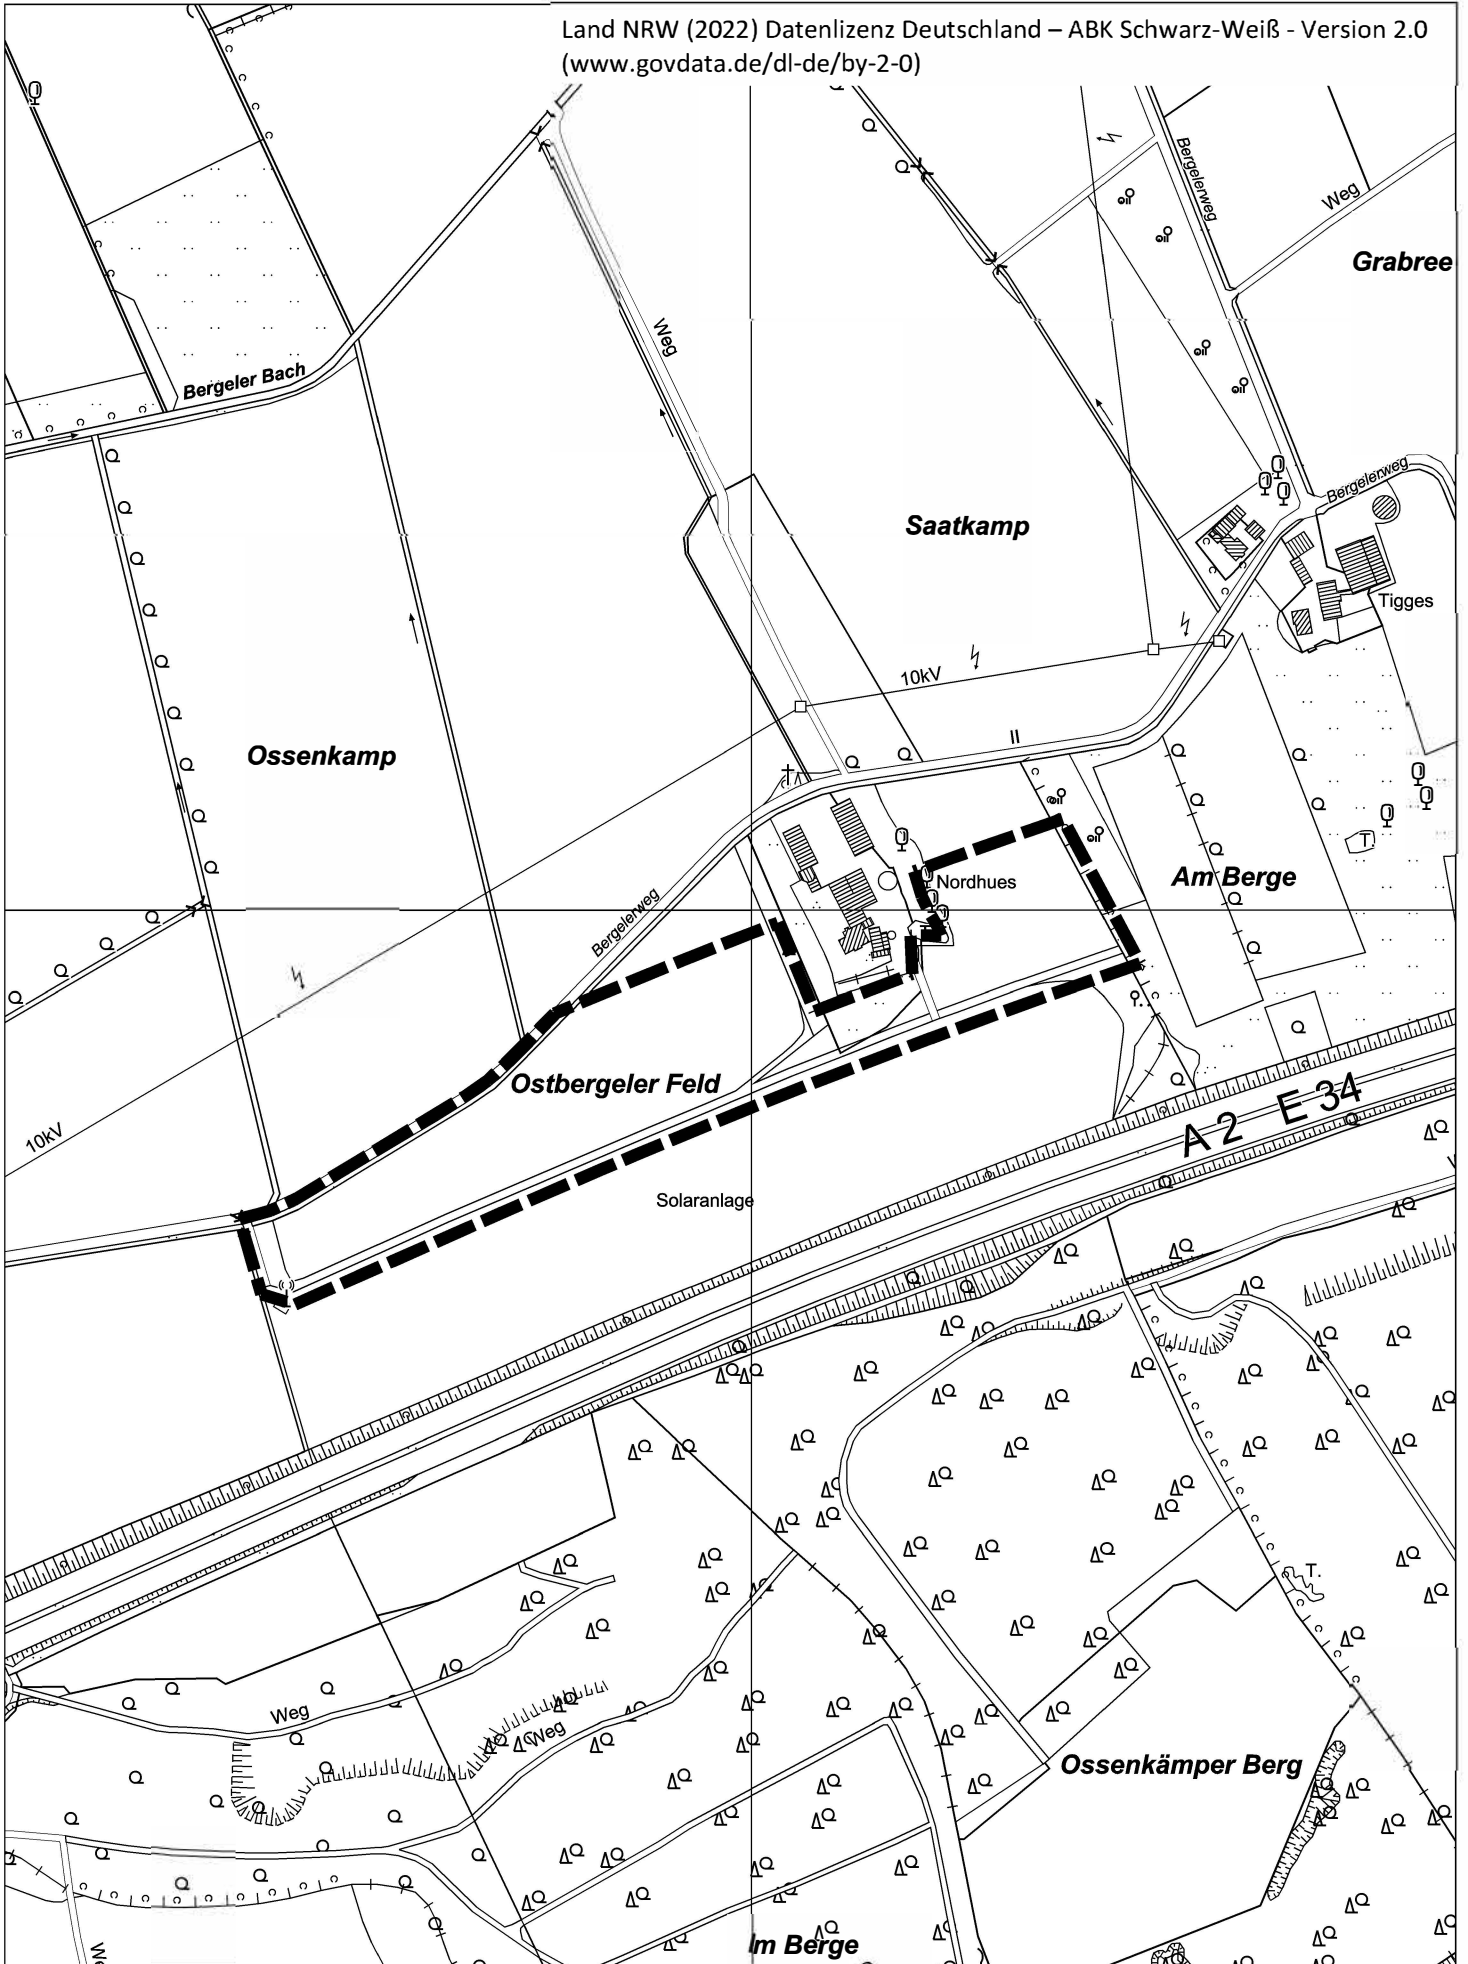 Land NRW (2022) Datenlizenz Deutschland – ABK Schwarz-Weiß - Version 2.0
(www.govdata.de/dl-de/by-2-0)
Bergelerweg
Weg
Grabree
Weg
Bergeler Bach
Bergelerweg
Saatkamp
Tigges
10kV
II
Ossenkamp
T.
Am Berge
Nordhues
Bergelerweg
Ostbergeler Feld
A 2 E 34
10kV
Solaranlage
T.
Weg
Weg
Ossenkämper Berg
Im Berge